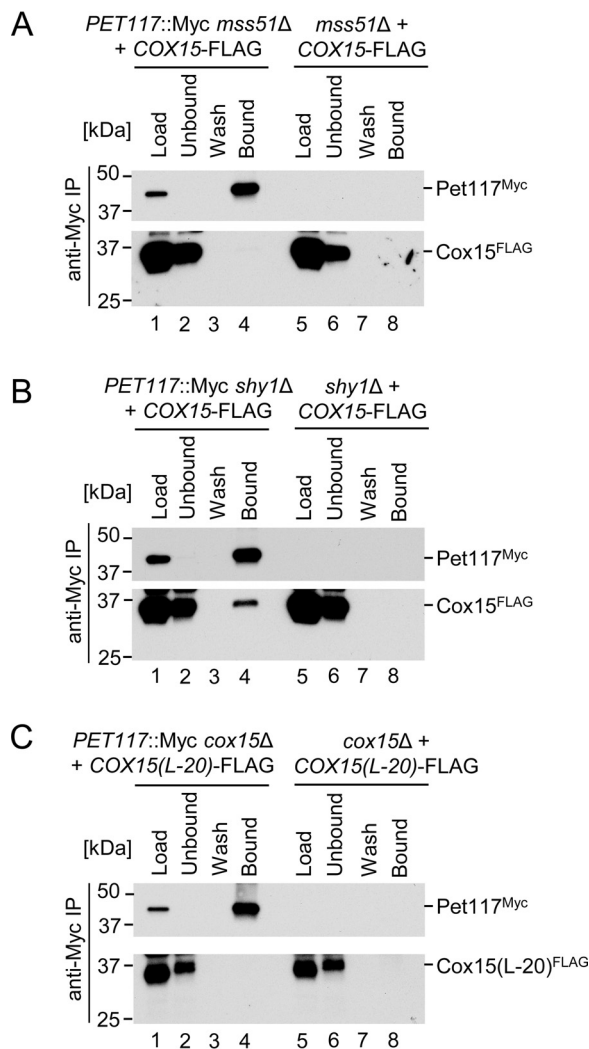 A
PET117::Myc mss51Δ
+ COX15-FLAG
mss51Δ +
COX15-FLAG
[kDa]
Load
Unbound
Wash
Bound
Load
Unbound
Wash
Bound
anti-Myc IP
50
37
Pet117Myc
37
25
Cox15FLAG
1 2 3 4 5 6 7 8
B
PET117::Myc shy1Δ
+ COX15-FLAG
shy1Δ +
COX15-FLAG
[kDa]
Load
Unbound
Wash
Bound
Load
Unbound
Wash
Bound
anti-Myc IP
50
37
Pet117Myc
37
25
Cox15FLAG
1 2 3 4 5 6 7 8
C
PET117::Myc cox15Δ
+ COX15(L-20)-FLAG
cox15Δ +
COX15(L-20)-FLAG
[kDa]
Load
Unbound
Wash
Bound
Load
Unbound
Wash
Bound
anti-Myc IP
50
37
Pet117Myc
37
25
Cox15(L-20)FLAG
1 2 3 4 5 6 7 8